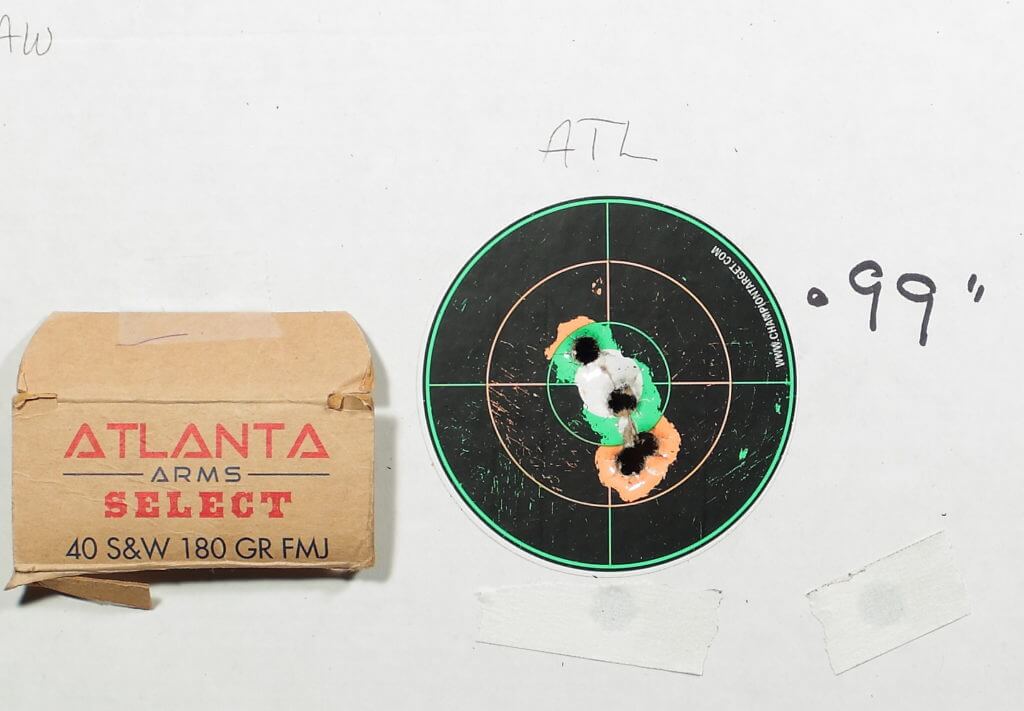 AW
ATL
WWW.CHAMPIONTARGET.COM
.99"
ATLANTA
ARMS
SELECT
40 S&W 180 GR FMJ